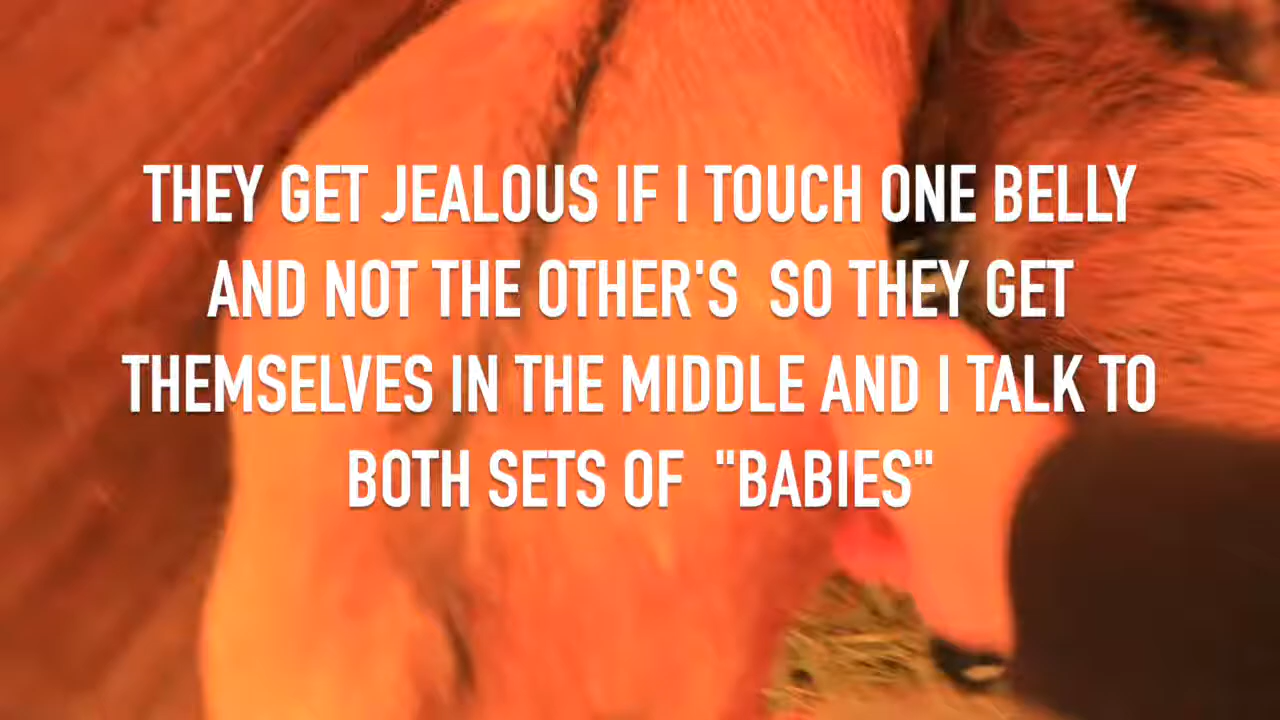 THEY GET JEALOUS IF I TOUCH ONE BELLY
AND NOT THE OTHER'S  SO THEY GET
THEMSELVES IN THE MIDDLE AND I TALK TO
BOTH SETS OF  "BABIES"